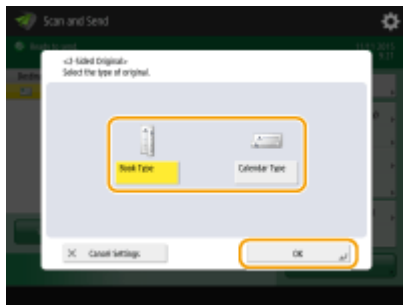 Scan and Send
<2-Sided Original>
Select the type of original.
Book Type
Calendar Type
Cancel Settings
OK